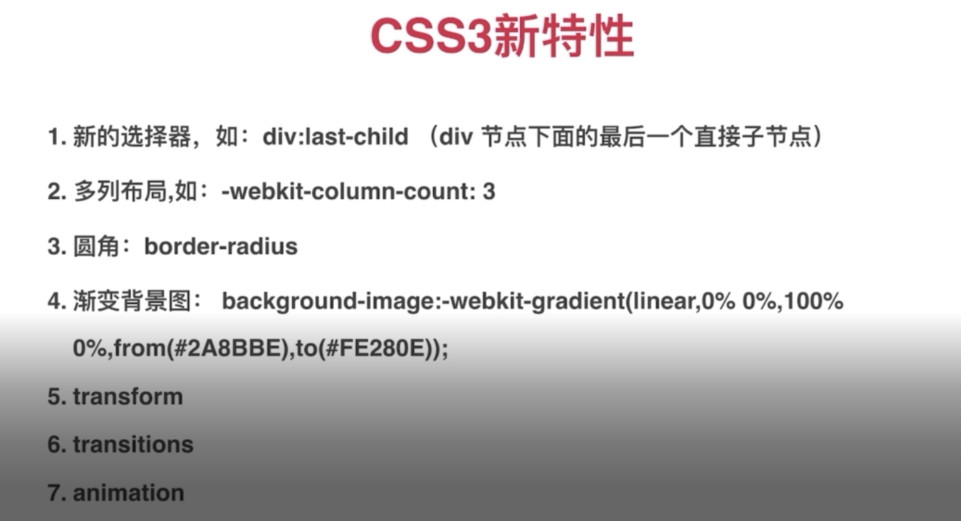 CSS3新特性
1. 新的选择器，如：div:last-child （div 节点下面的最后一个直接子节点）
2. 多列布局,如：-webkit-column-count: 3
3. 圆角：border-radius
4. 渐变背景图： background-image:-webkit-gradient(linear,0% 0%,100%
0%,from(#2A8BBE),to(#FE280E));
5. transform
6. transitions
7. animation